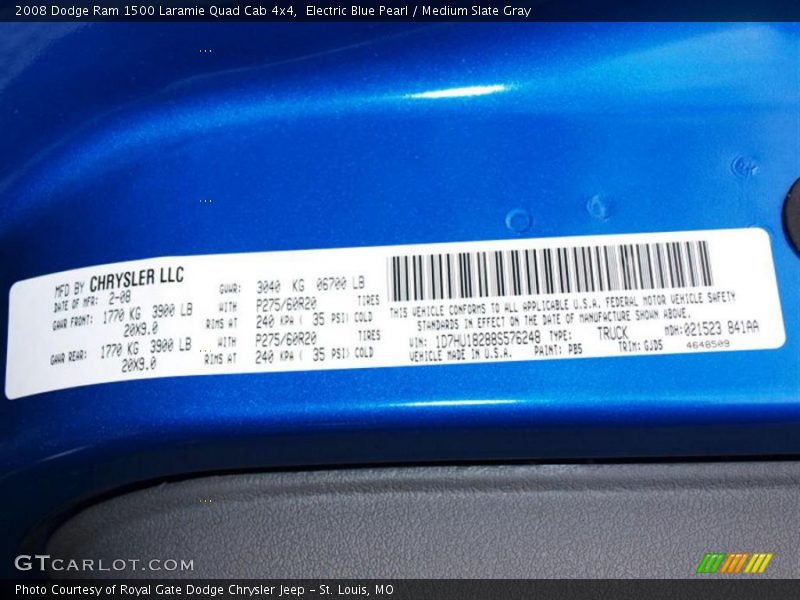 2008 Dodge Ram 1500 Laramie Quad Cab 4x4, Electric Blue Pearl / Medium Slate Gray
MFD BY CHRYSLER LLC
DATE OF MFR: 2-08
GAWR FRONT: 1770 KG 3900 LB
20X9.0
GAWR REAR: 1770 KG 3900 LB
20X9.0
GVWR: 3040 KG 06700 LB
WITH P275/60R20 TIRES
RIMS AT 240 KPA ( 35 PSI) COLD
WITH P275/60R20 TIRES
RIMS AT 240 KPA ( 35 PSI) COLD
THIS VEHICLE CONFORMS TO ALL APPLICABLE U.S.A. FEDERAL MOTOR VEHICLE SAFETY
STANDARDS IN EFFECT ON THE DATE OF MANUFACTURE SHOWN ABOVE.
VIN: 1D7HU18288S576248 TYPE: TRUCK MDH:021523 841AA
VEHICLE MADE IN U.S.A. PAINT: PB5 TRIM: GJDS 4648509
GTCARLOT.COM
Photo Courtesy of Royal Gate Dodge Chrysler Jeep – St. Louis, MO